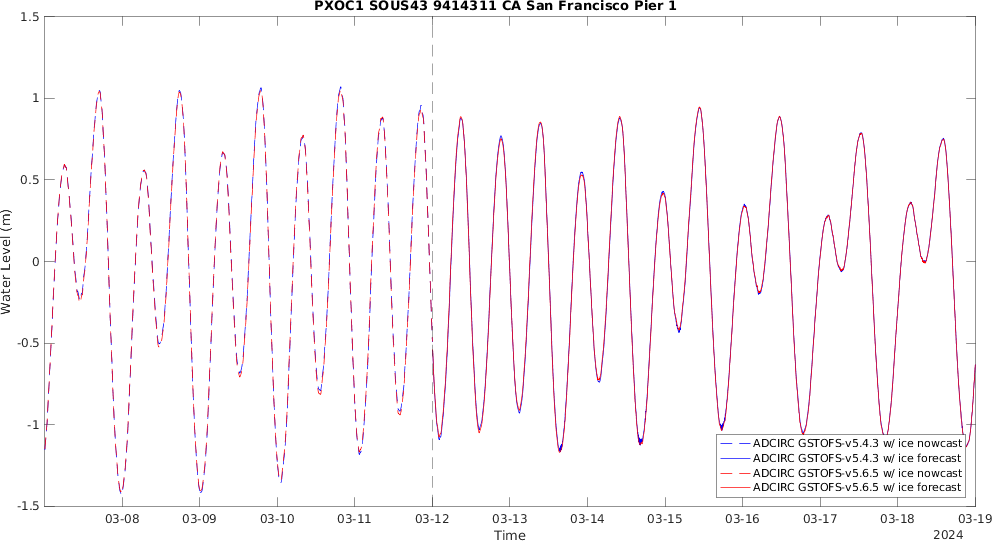 PXOC1 SOUS43 9414311 CA San Francisco Pier 1
1.5
1
0.5
0
-0.5
-1
-1.5
Water Level (m)
03-08 03-09 03-10 03-11 03-12 03-13 03-14 03-15 03-16 03-17 03-18 03-19
Time
2024
ADCIRC GSTOFS-v5.4.3 w/ ice nowcast
ADCIRC GSTOFS-v5.4.3 w/ ice forecast
ADCIRC GSTOFS-v5.6.5 w/ ice nowcast
ADCIRC GSTOFS-v5.6.5 w/ ice forecast